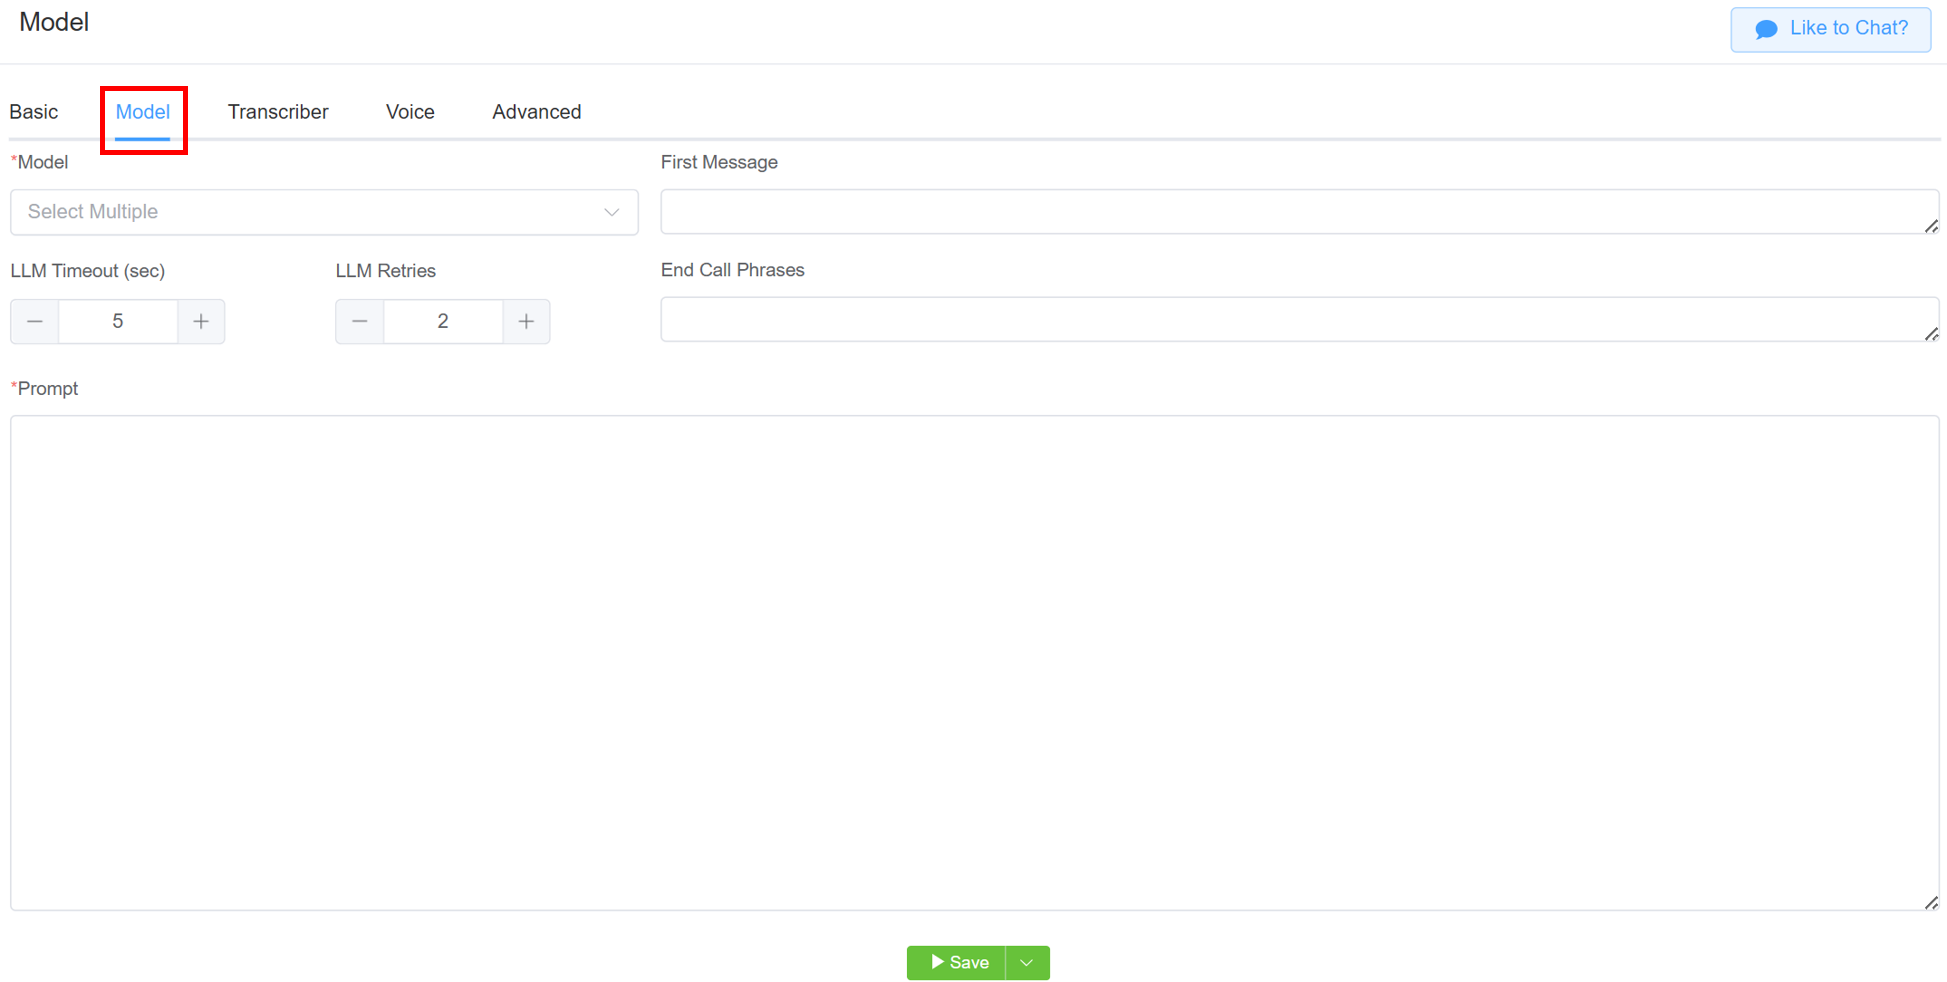 Model
Like to Chat?
Basic Model Transcriber Voice Advanced
*Model
First Message
Select Multiple
LLM Timeout (sec)
LLM Retries
End Call Phrases
5
2
*Prompt
Save